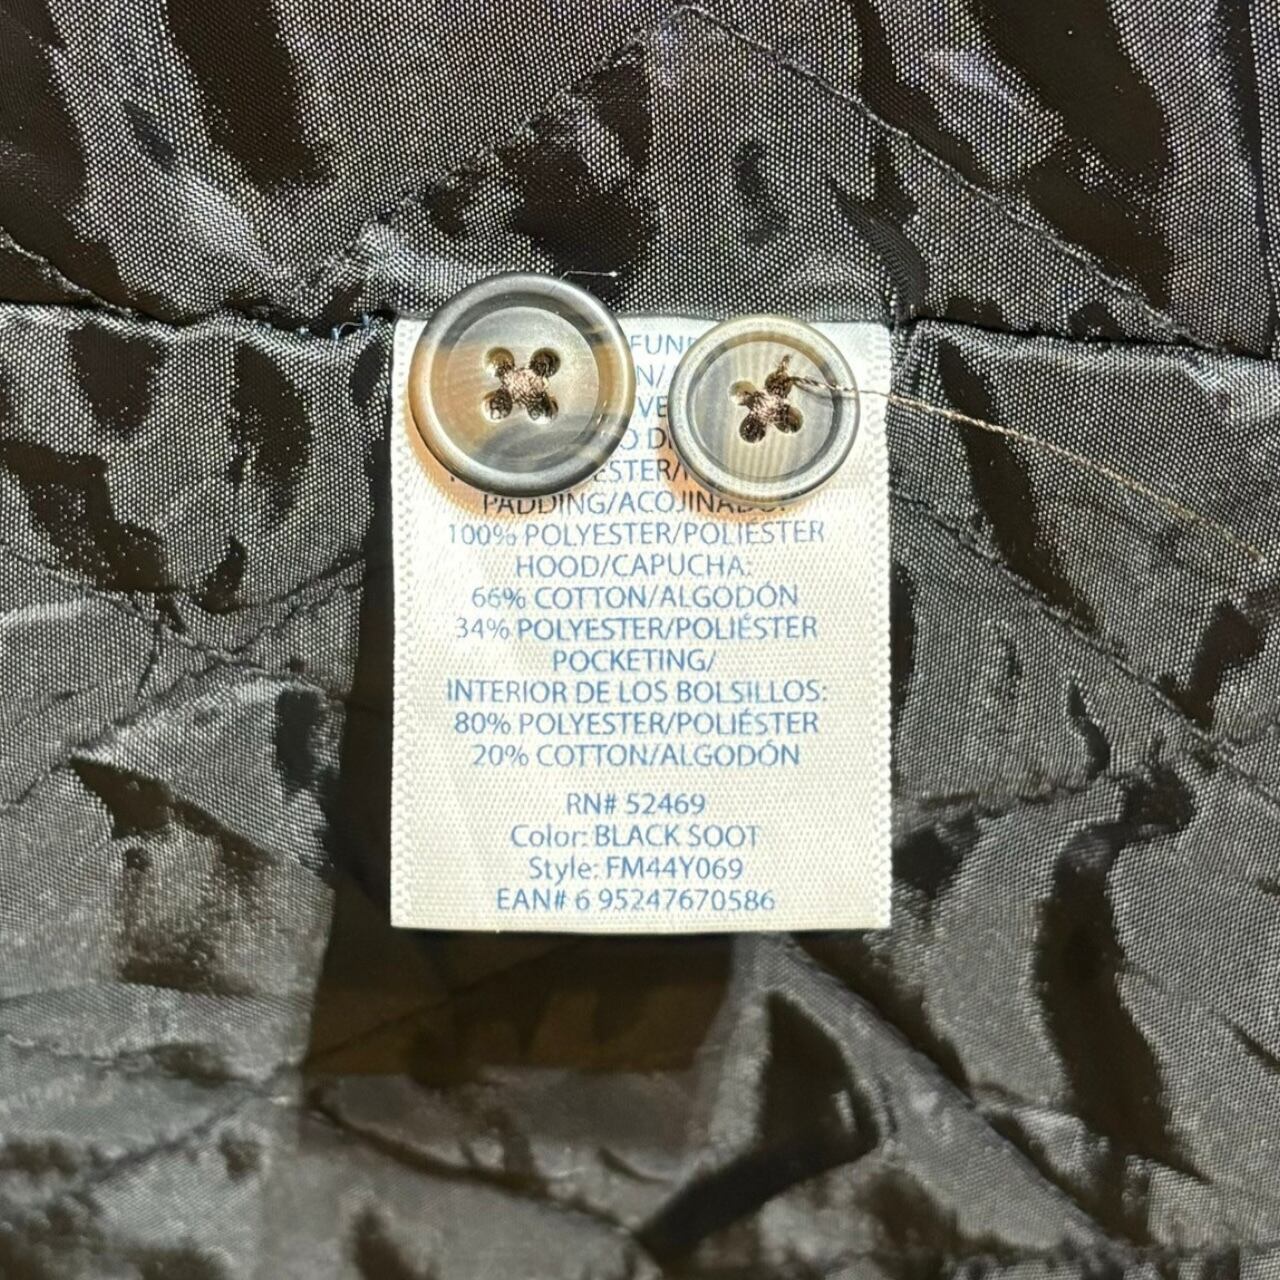 PADDING/ACOJINADO:
100% POLYESTER/POLIÉSTER
HOOD/CAPUCHA:
66% COTTON/ALGODÓN
34% POLYESTER/POLIÉSTER
POCKETING/
INTERIOR DE LOS BOLSILLOS:
80% POLYESTER/POLIÉSTER
20% COTTON/ALGODÓN
RN# 52469
Color: BLACK SOOT
Style: FM44Y069
EAN# 6 95247670586